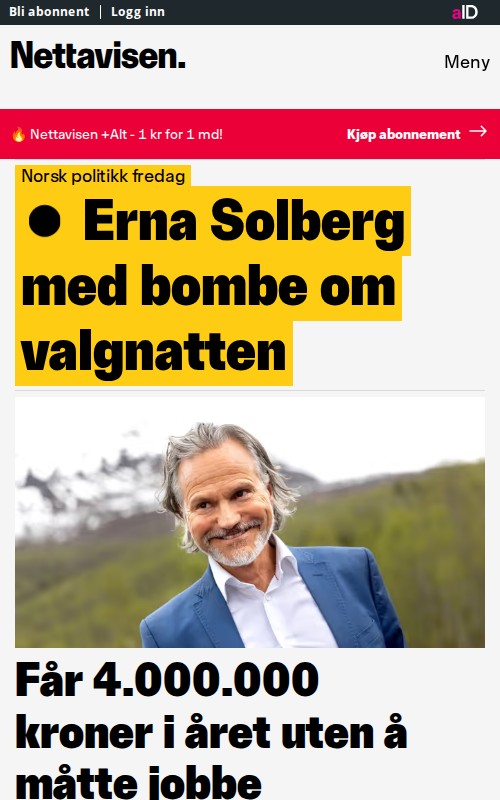 Bli abonnent | Logg inn
aID
Nettavisen.
Meny
🔥 Nettavisen +Alt - 1 kr for 1 md!
Kjøp abonnement →
Norsk politikk fredag
● Erna Solberg
med bombe om
valgnatten
Får 4.000.000
kroner i året uten å
måtte jobbe